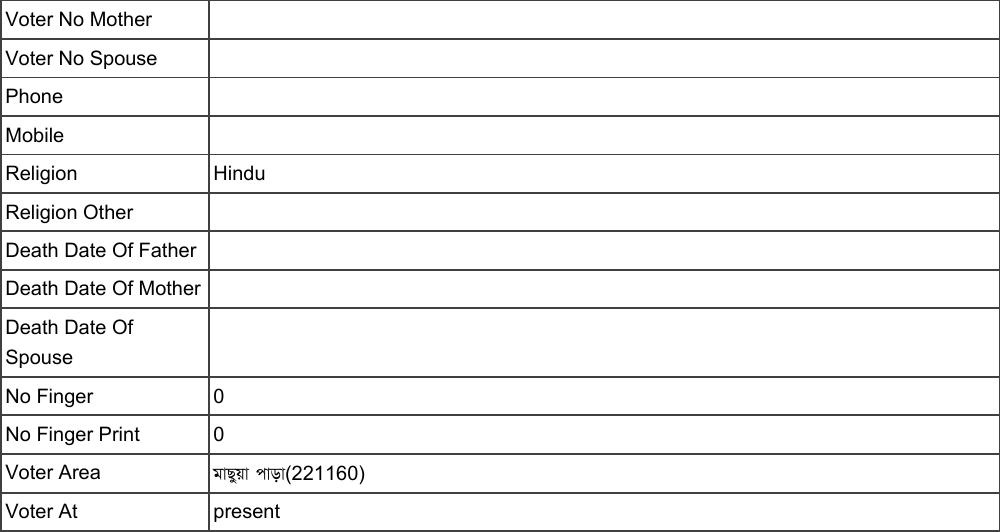 Voter No Mother
Voter No Spouse
Phone
Mobile
Religion Hindu
Religion Other
Death Date Of Father
Death Date Of Mother
Death Date Of
Spouse
No Finger 0
No Finger Print 0
Voter Area মাছুয়া পাড়া(221160)
Voter At present